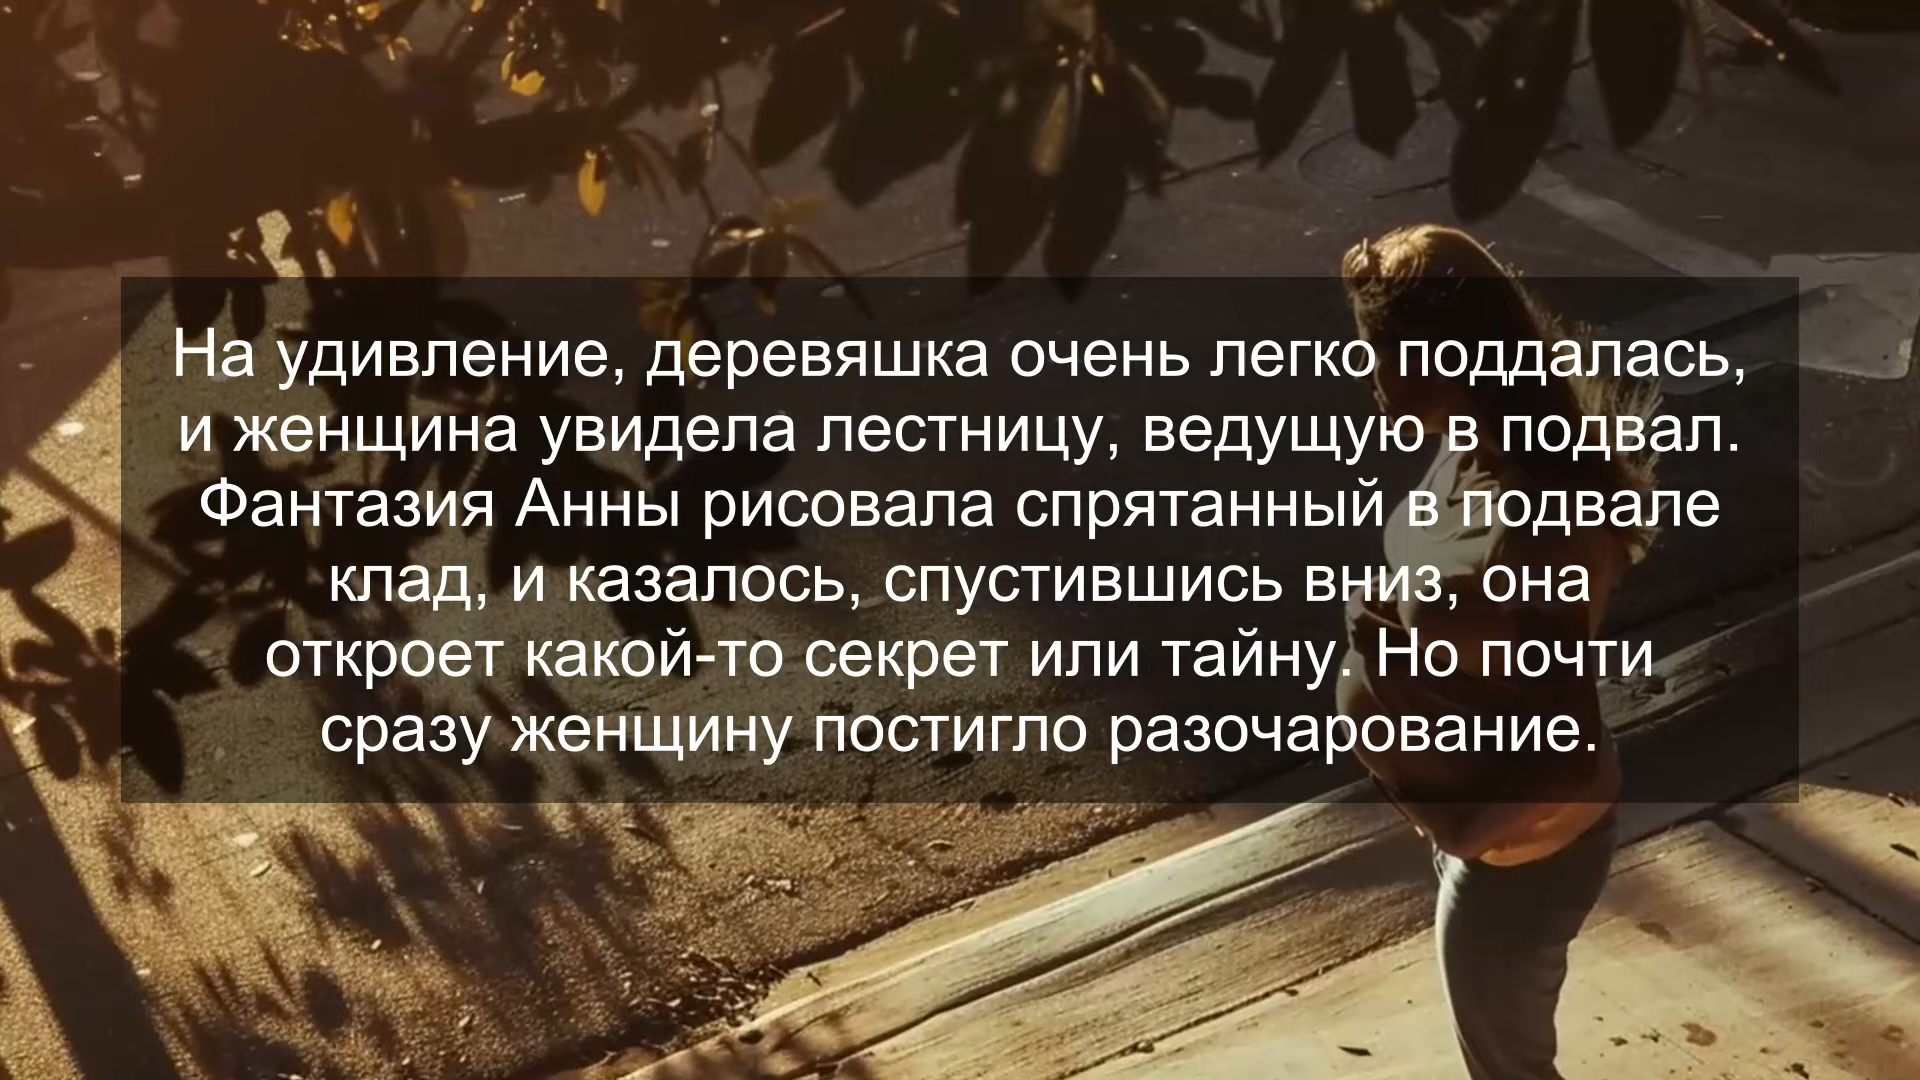 На удивление, деревяшка очень легко поддалась,
и женщина увидела лестницу, ведущую в подвал.
Фантазия Анны рисовала спрятанный в подвале
клад, и казалось, спустившись вниз, она
откроет какой-то секрет или тайну. Но почти
сразу женщину постигло разочарование.